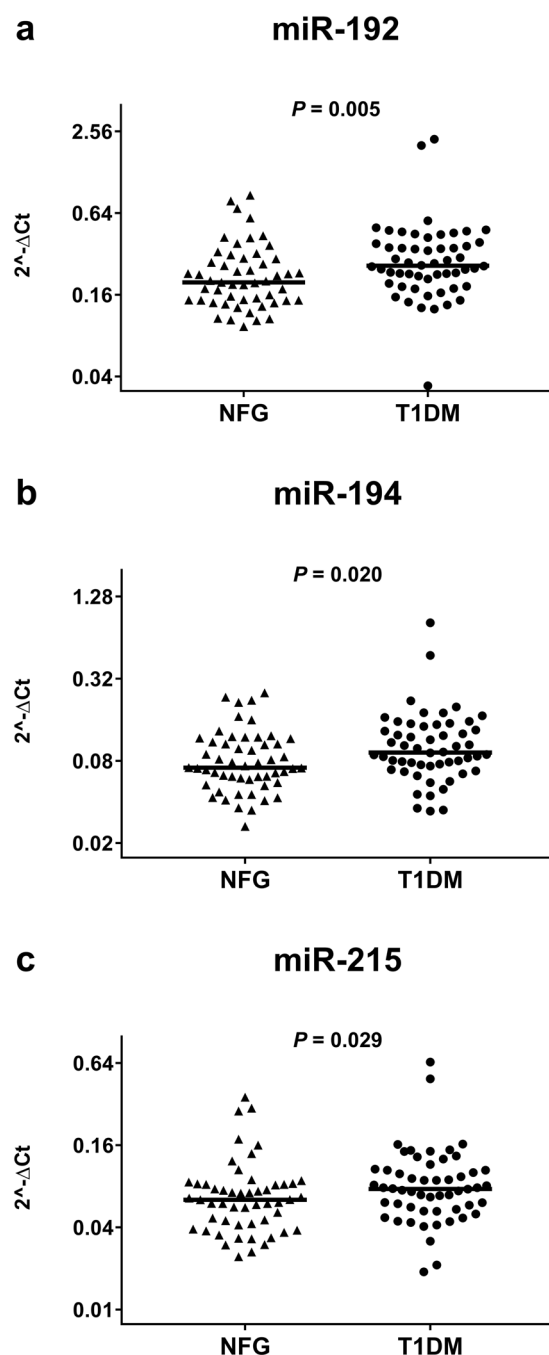 a
miR-192
P = 0.005
2.56
0.64
0.16
0.04
2^-ΔCt
NFG
T1DM
b
miR-194
P = 0.020
1.28
0.32
0.08
0.02
2^-ΔCt
NFG
T1DM
c
miR-215
P = 0.029
0.64
0.16
0.04
0.01
2^-ΔCt
NFG
T1DM